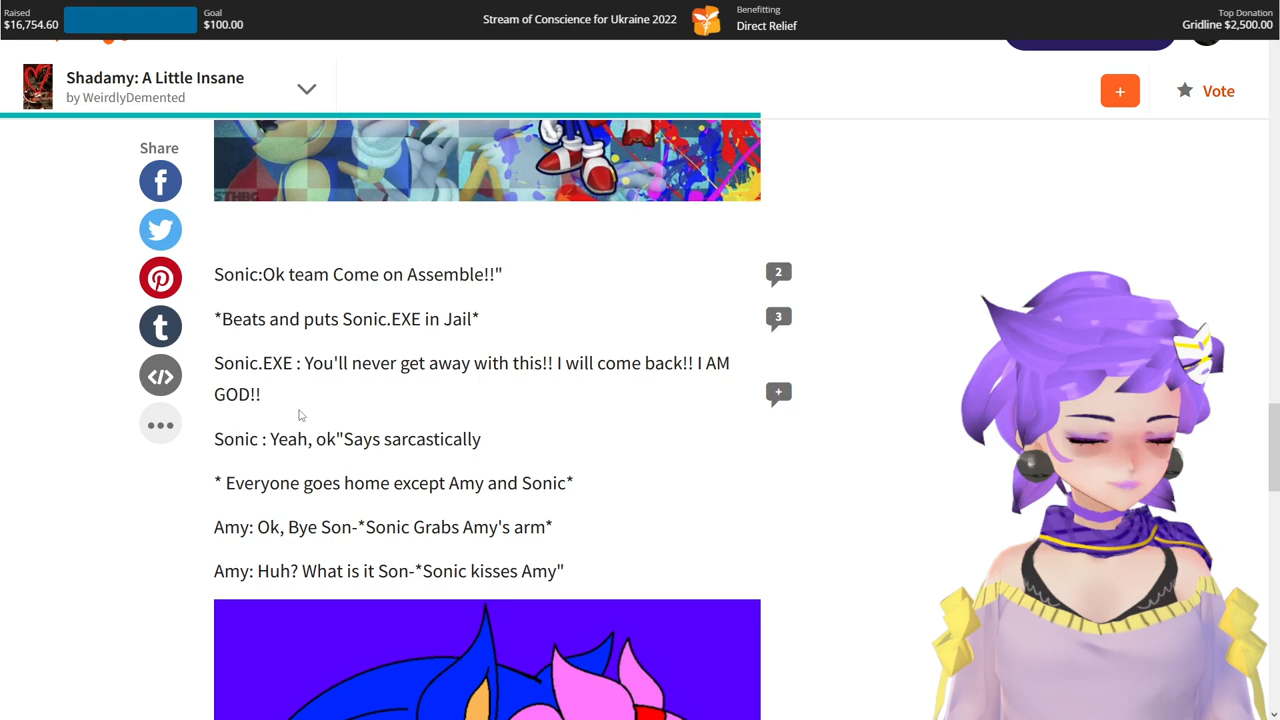 Raised
$16,754.60
Goal
$100.00
Stream of Conscience for Ukraine 2022
Benefitting
Direct Relief
Top Donation
Gridline $2,500.00
Shadamy: A Little Insane
by WeirdlyDemented
+
Vote
Share
STHBG
Sonic:Ok team Come on Assemble!!"
2
*Beats and puts Sonic.EXE in Jail*
3
Sonic.EXE : You'll never get away with this!! I will come back!! I AM
GOD!!
+
Sonic : Yeah, ok"Says sarcastically
* Everyone goes home except Amy and Sonic*
Amy: Ok, Bye Son-*Sonic Grabs Amy's arm*
Amy: Huh? What is it Son-*Sonic kisses Amy"